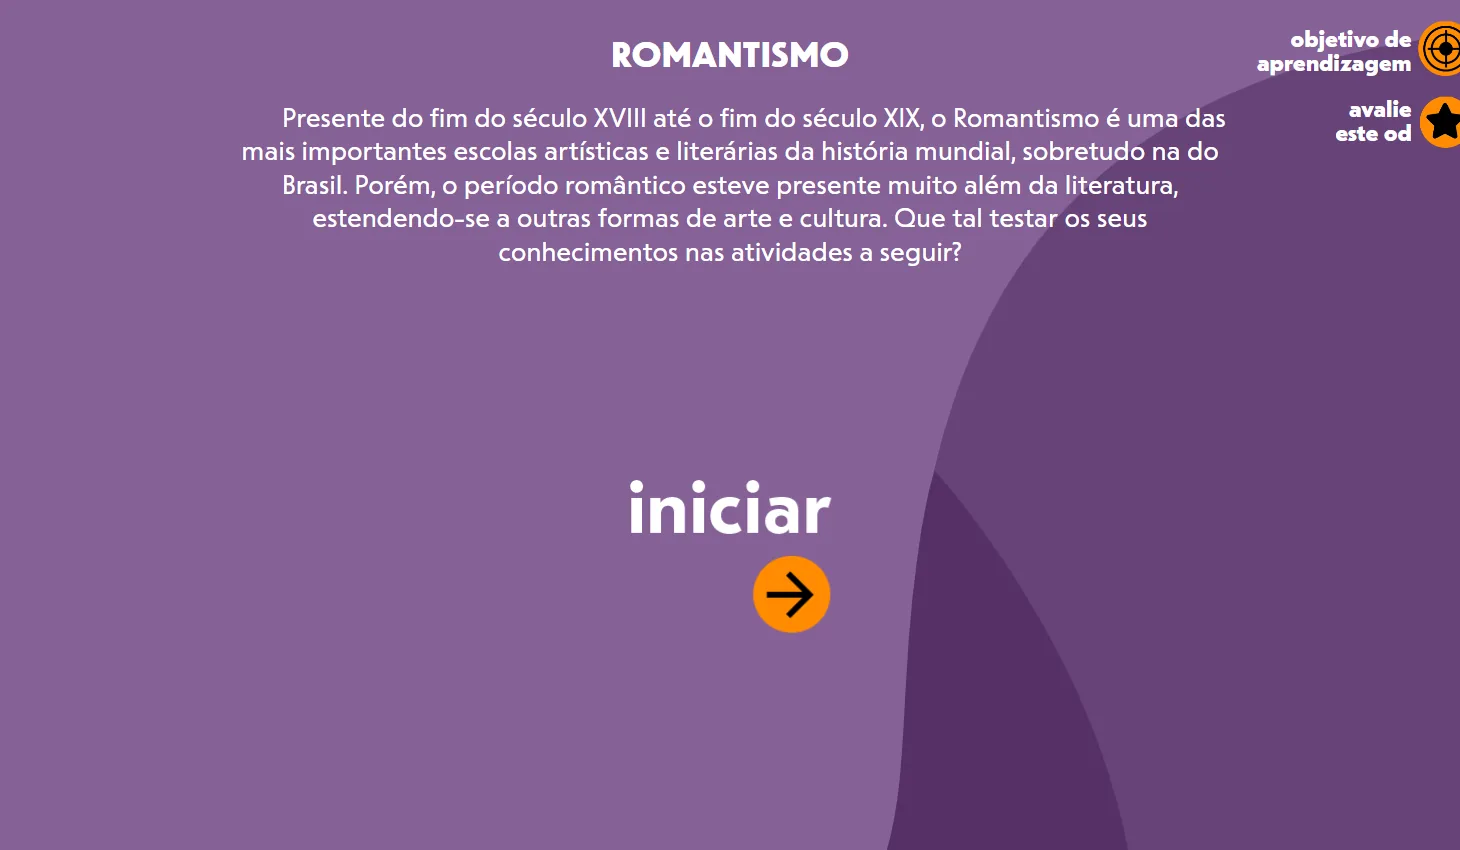 ROMANTISMO
Presente do fim do século XVIII até o fim do século XIX, o Romantismo é uma das
mais importantes escolas artísticas e literárias da história mundial, sobretudo na do
Brasil. Porém, o período romântico esteve presente muito além da literatura,
estendendo-se a outras formas de arte e cultura. Que tal testar os seus
conhecimentos nas atividades a seguir?
objetivo de
aprendizagem
avalie
este od
iniciar